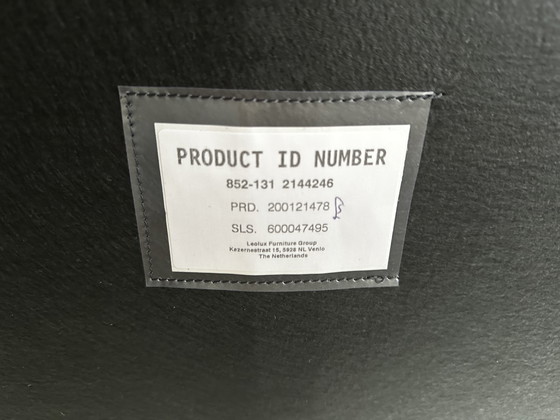 PRODUCT ID NUMBER
852-131 2144246
PRD. 200121478
SLS. 600047495
Leolux Furniture Group
Kazernestraat 15, 5928 NL Venlo
The Netherlands